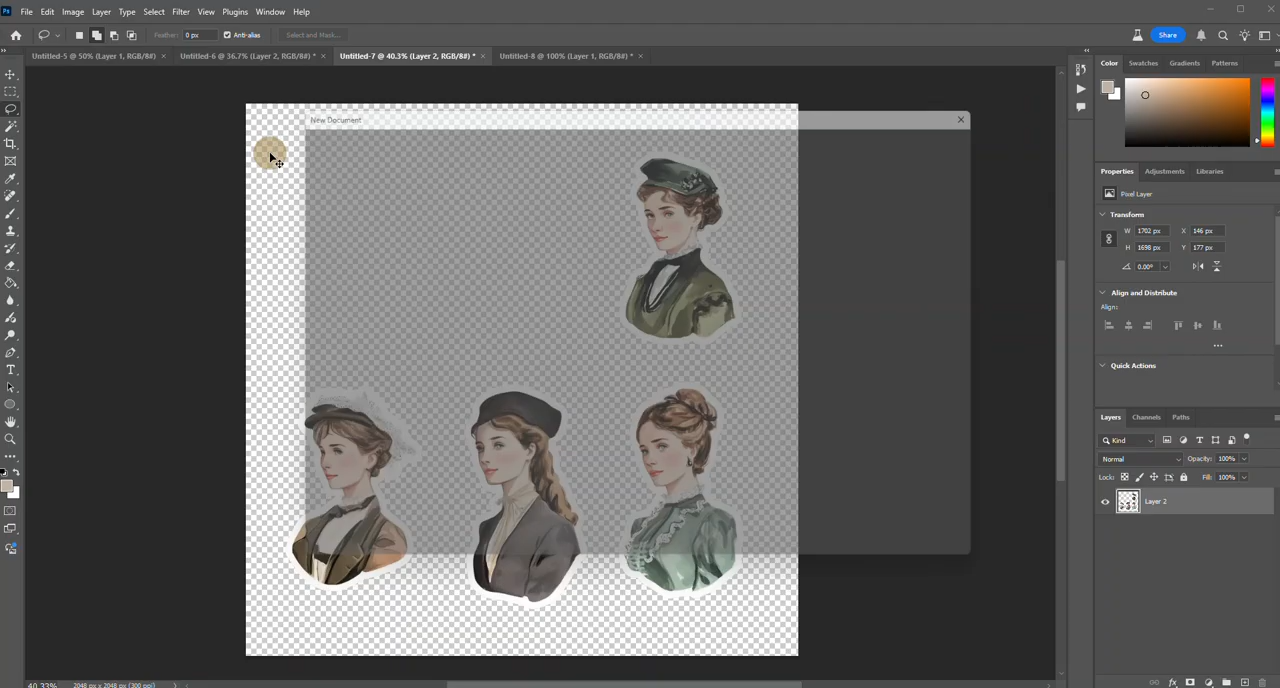 Ps File Edit Image Layer Type Select Filter View Plugins Window Help
Feather: 0 px Anti-alias Select and Mask... Share
Untitled-5 @ 50% (Layer 1, RGB/8#) × Untitled-6 @ 36.7% (Layer 2, RGB/8#) * × Untitled-7 @ 40.3% (Layer 2, RGB/8#) * × Untitled-8 @ 100% (Layer 1, RGB/8#) * ×
Color Swatches Gradients Patterns
New Document
Properties Adjustments Libraries
Pixel Layer
Transform
W 1702 px X 146 px
H 1698 px Y 177 px
0.00°
Align and Distribute
Align:
Quick Actions
Layers Channels Paths
Kind
Normal Opacity: 100%
Lock: Fill: 100%
Layer 2
40.33% 2048 px x 2048 px (300 ppi)